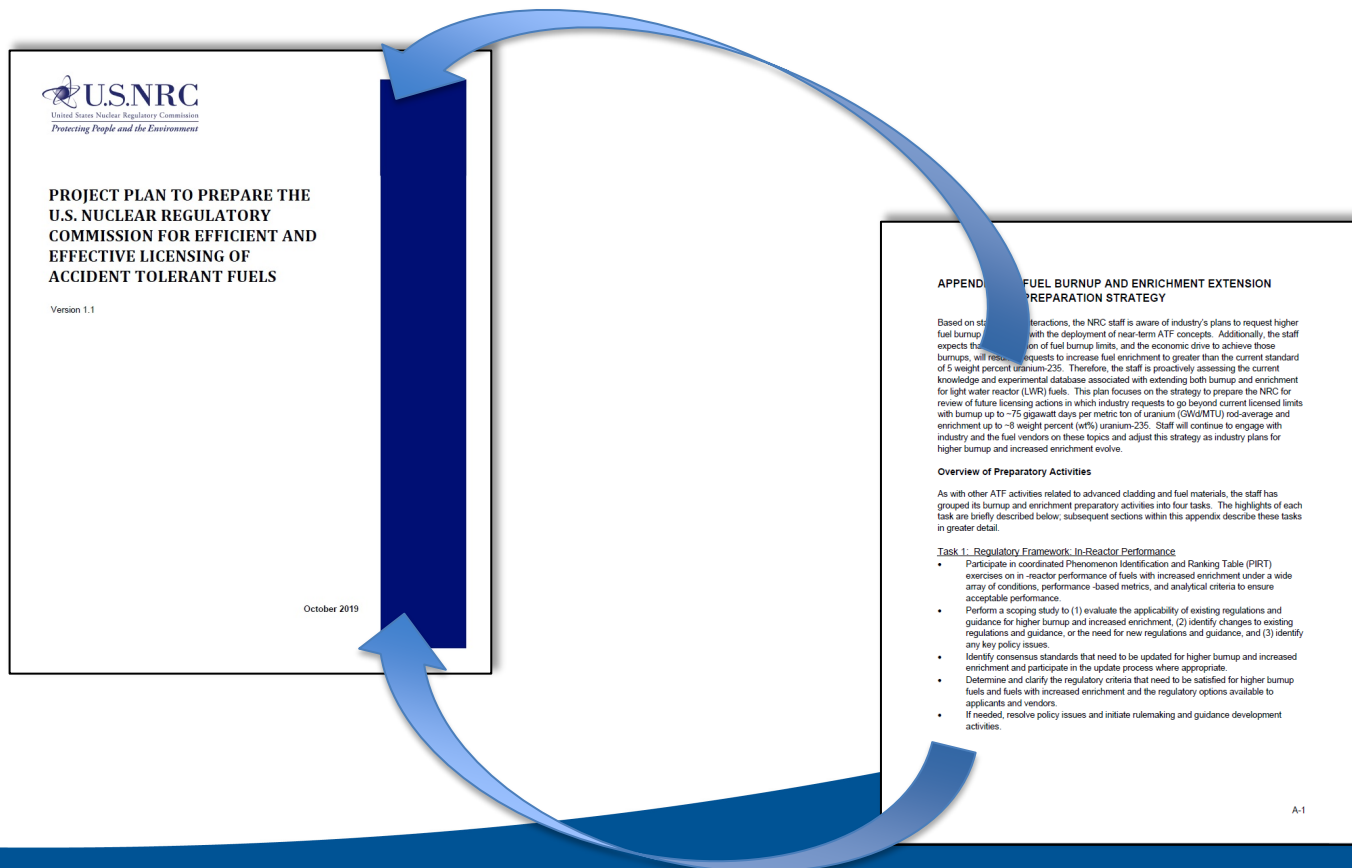 U.S.NRC
United States Nuclear Regulatory Commission
Protecting People and the Environment
PROJECT PLAN TO PREPARE THE
U.S. NUCLEAR REGULATORY
COMMISSION FOR EFFICIENT AND
EFFECTIVE LICENSING OF
ACCIDENT TOLERANT FUELS
Version 1.1
October 2019
FUEL BURNUP AND ENRICHMENT EXTENSION
PREPARATION STRATEGY
Based on interactions, the NRC staff is aware of industry's plans to request higher
fuel burnup with the deployment of near-term ATF concepts. Additionally, the staff
expects of fuel burnup limits, and the economic drive to achieve those
burnups, will requests to increase fuel enrichment to greater than the current standard
of 5 weight percent uranium-235. Therefore, the staff is proactively assessing the current
knowledge and experimental database associated with extending both burnup and enrichment
for light water reactor (LWR) fuels. This plan focuses on the strategy to prepare the NRC for
review of future licensing actions in which industry requests to go beyond current licensed limits
with burnup up to ~75 gigawatt days per metric ton of uranium (GWd/MTU) rod-average and
enrichment up to ~8 weight percent (wt%) uranium-235. Staff will continue to engage with
industry and the fuel vendors on these topics and adjust this strategy as industry plans for
higher burnup and increased enrichment evolve.
Overview of Preparatory Activities
As with other ATF activities related to advanced cladding and fuel materials, the staff has
grouped its burnup and enrichment preparatory activities into four tasks. The highlights of each
task are briefly described below; subsequent sections within this appendix describe these tasks
in greater detail.
Task 1: Regulatory Framework: In-Reactor Performance
• Participate in coordinated Phenomenon Identification and Ranking Table (PIRT)
exercises on in -reactor performance of fuels with increased enrichment under a wide
array of conditions, performance -based metrics, and analytical criteria to ensure
acceptable performance.
• Perform a scoping study to (1) evaluate the applicability of existing regulations and
guidance for higher burnup and increased enrichment, (2) identify changes to existing
regulations and guidance, or the need for new regulations and guidance, and (3) identify
any key policy issues.
• Identify consensus standards that need to be updated for higher burnup and increased
enrichment and participate in the update process where appropriate.
• Determine and clarify the regulatory criteria that need to be satisfied for higher burnup
fuels and fuels with increased enrichment and the regulatory options available to
applicants and vendors.
• If needed, resolve policy issues and initiate rulemaking and guidance development
activities.
A-1